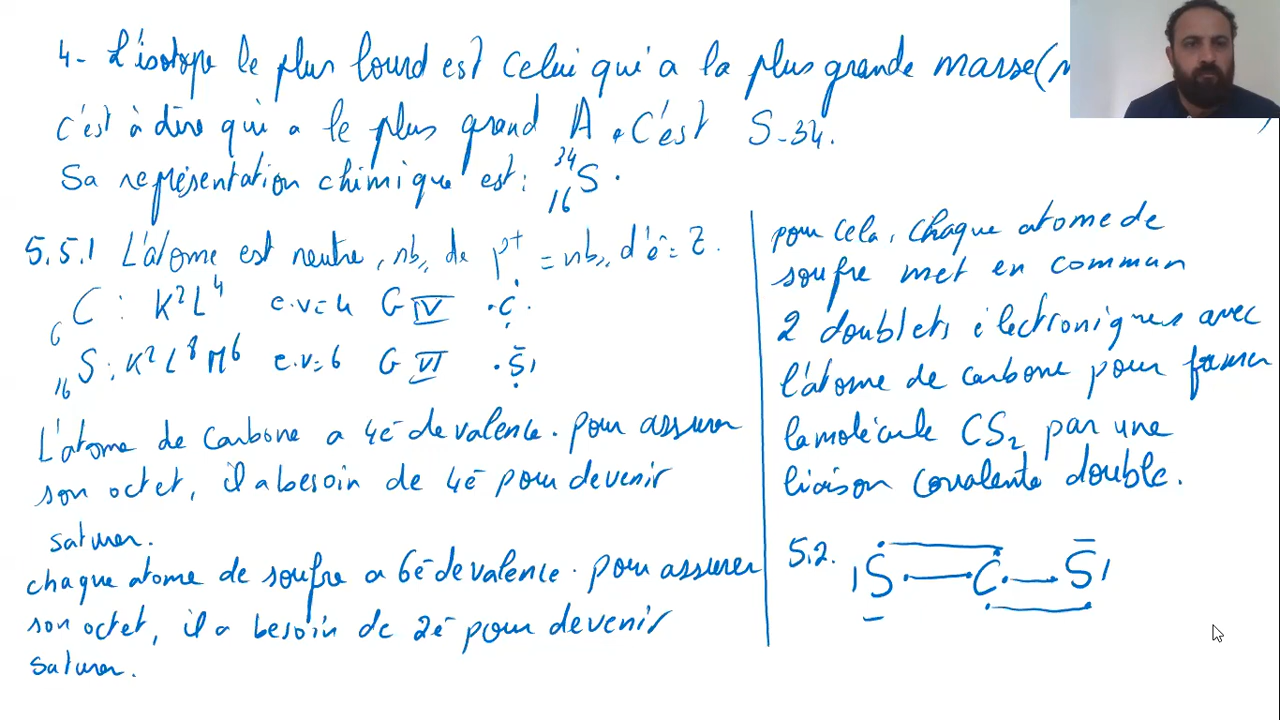 4- L'isotope le plus lourd est celui qui a la plus grande masse (
c'est à dire qui a le plus grand A. C'est S-34.
Sa représentation chimique est : ³⁴₁₆S.
5.5.1 L'atome est neutre, nb,, de p⁺ = nb,, d'é = Z.
₆C : K²L⁴ e.v=4 G IV ·C·
₁₆S : K²L⁸M⁶ e.v=6 G VI ·S̄ı
L'atome de carbone a 4é de valence. pour assurer
son octet, il a besoin de 4é pour devenir
saturer.
chaque atome de soufre a 6é de valence. pour assurer
son octet, il a besoin de 2é pour devenir
saturer.
pour cela, chaque atome de
soufre met en commun
2 doublets électroniques avec
l'atome de carbone pour former
la molécule CS₂ par une
liaison covalente double.
5.2. S C S